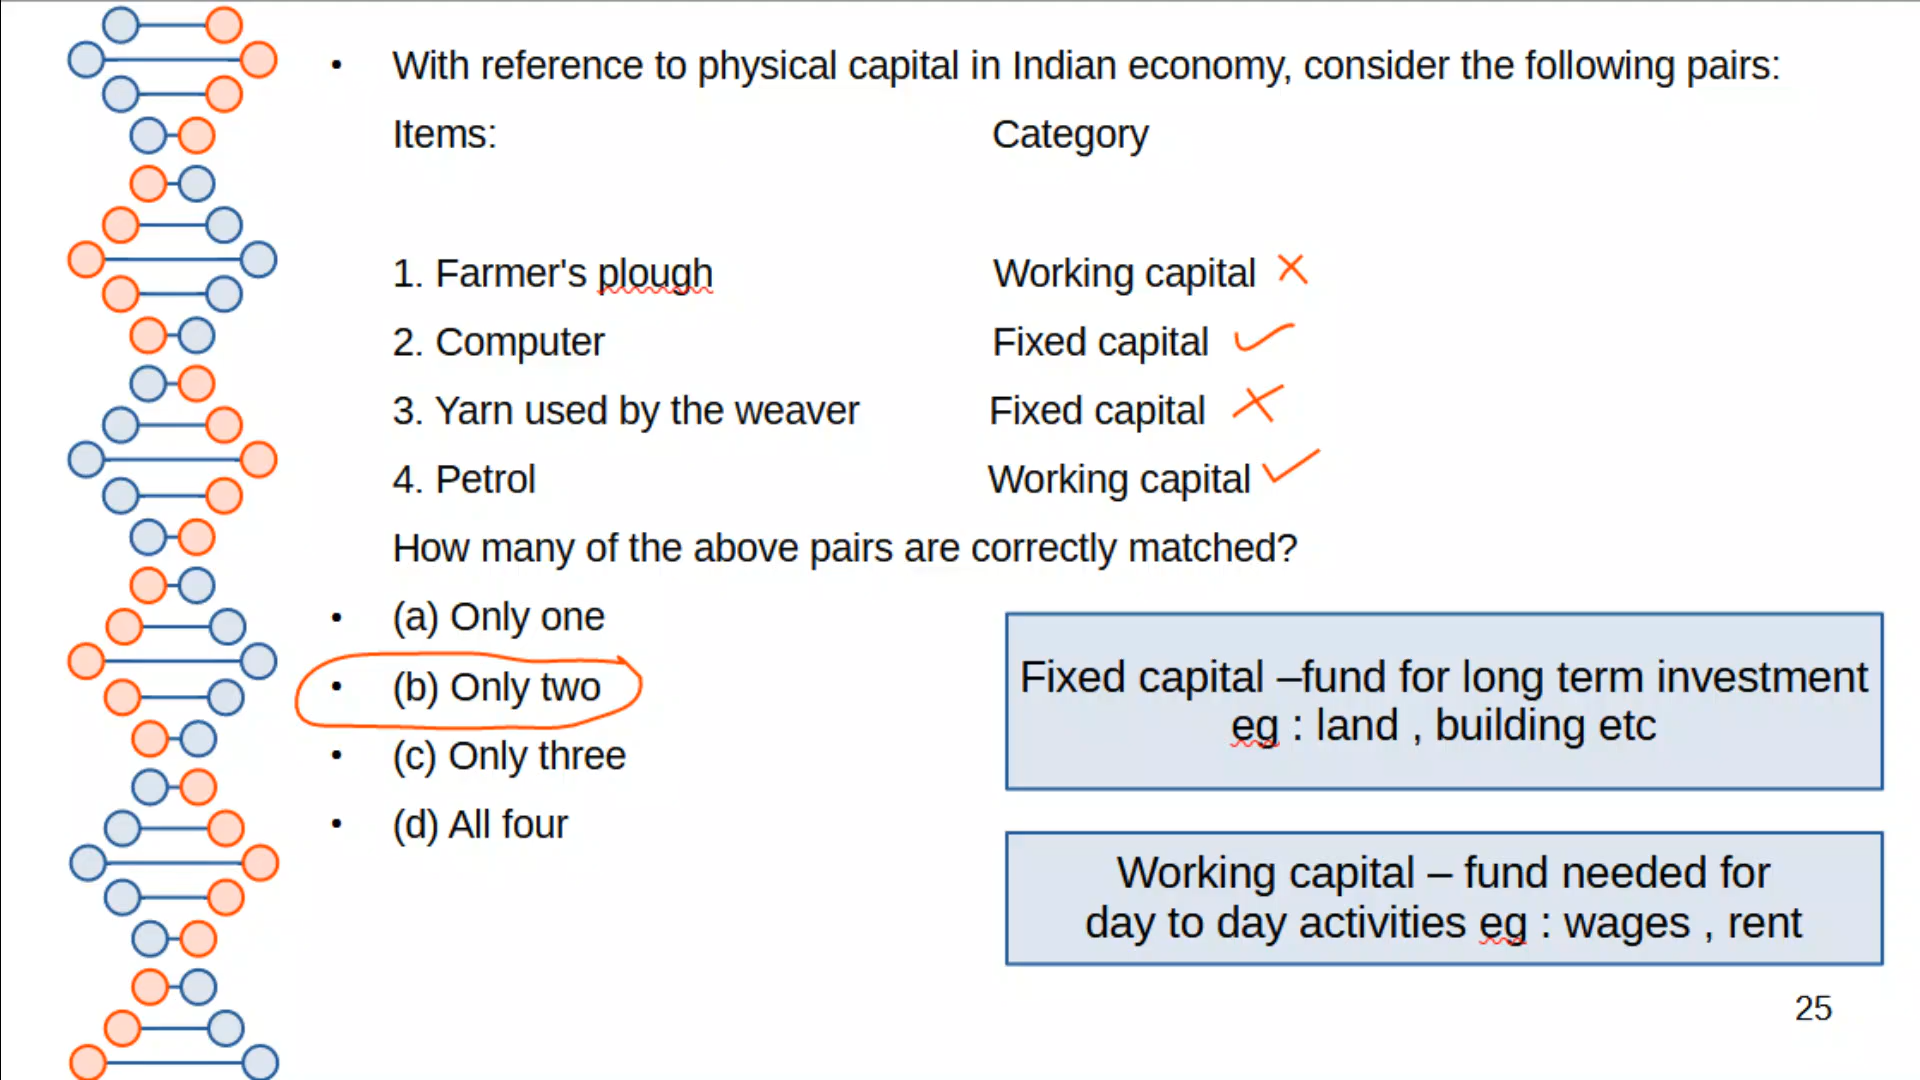 • With reference to physical capital in Indian economy, consider the following pairs:
Items: Category
1. Farmer's plough Working capital
2. Computer Fixed capital
3. Yarn used by the weaver Fixed capital
4. Petrol Working capital
How many of the above pairs are correctly matched?
• (a) Only one
• (b) Only two
• (c) Only three
• (d) All four
Fixed capital –fund for long term investment
eg : land , building etc
Working capital – fund needed for
day to day activities eg : wages , rent
25